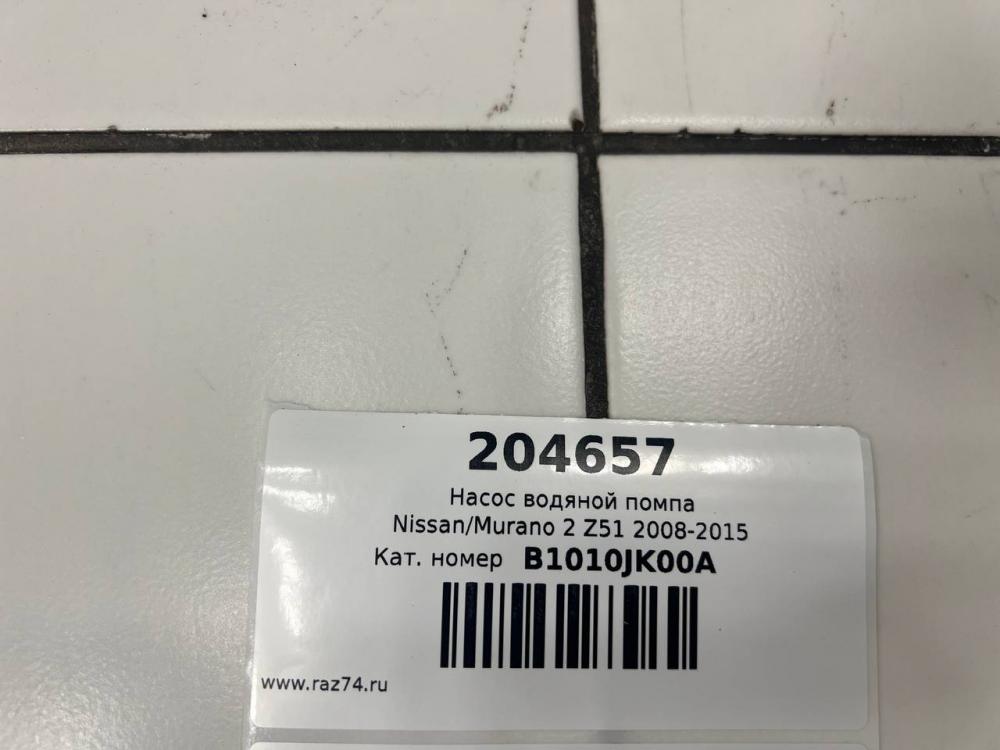 204657
Насос водяной помпа
Nissan/Murano 2 Z51 2008-2015
Кат. номер B1010JK00A
www.raz74.ru